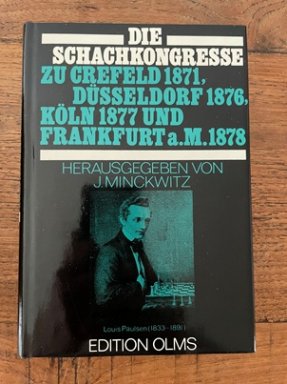 DIE
SCHACHKONGRESSE
ZU CREFELD 1871,
DÜSSELDORF 1876,
KÖLN 1877 UND
FRANKFURT a.M.1878
HERAUSGEGEBEN VON
J MINCKWITZ
Louis Paulsen (1833-1891)
EDITION OLMS